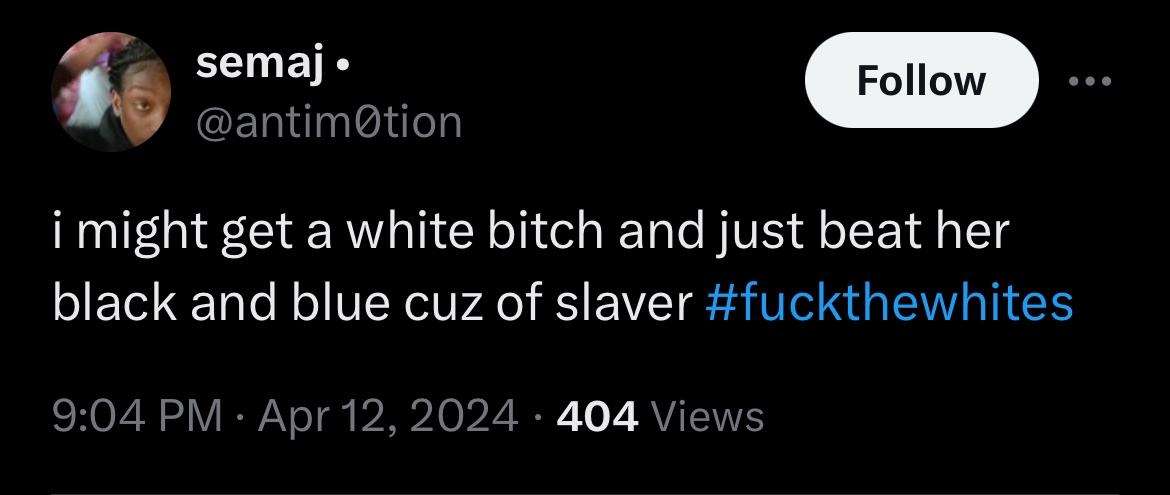 semaj •
@antim0tion
Follow
i might get a white bitch and just beat her
black and blue cuz of slaver #fuckthewhites
9:04 PM · Apr 12, 2024 · 404 Views